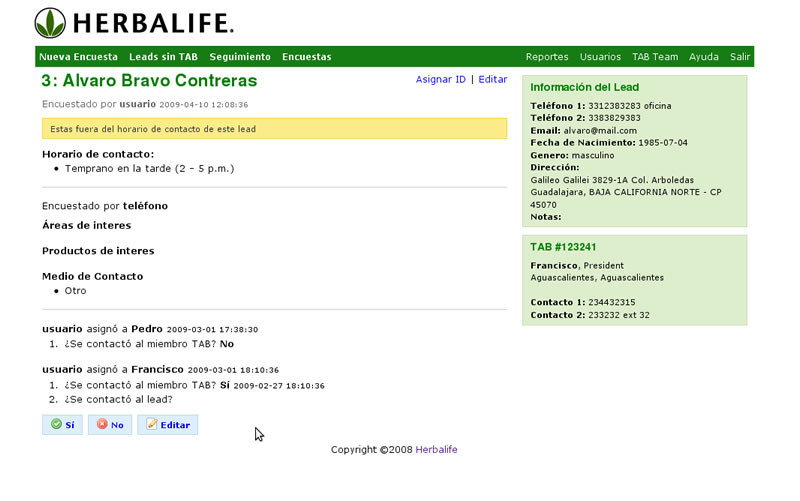 HERBALIFE.
Nueva Encuesta Leads sin TAB Seguimiento Encuestas Reportes Usuarios TAB Team Ayuda Salir
3: Alvaro Bravo Contreras
Asignar ID | Editar
Encuestado por usuario 2009-04-10 12:08:36
Estas fuera del horario de contacto de este lead
Horario de contacto:
• Temprano en la tarde (2 - 5 p.m.)
Encuestado por teléfono
Áreas de interes
Productos de interes
Medio de Contacto
• Otro
usuario asignó a Pedro 2009-03-01 17:38:30
1. ¿Se contactó al miembro TAB? No
usuario asignó a Francisco 2009-03-01 18:10:36
1. ¿Se contactó al miembro TAB? Sí 2009-02-27 18:10:36
2. ¿Se contactó al lead?
Sí No Editar
Información del Lead
Teléfono 1: 3312383283 oficina
Teléfono 2: 3383829383
Email: alvaro@mail.com
Fecha de Nacimiento: 1985-07-04
Genero: masculino
Dirección:
Galileo Galilei 3829-1A Col. Arboledas
Guadalajara, BAJA CALIFORNIA NORTE - CP
45070
Notas:
TAB #123241
Francisco, President
Aguascalientes, Aguascalientes
Contacto 1: 234432315
Contacto 2: 233232 ext 32
Copyright ©2008 Herbalife